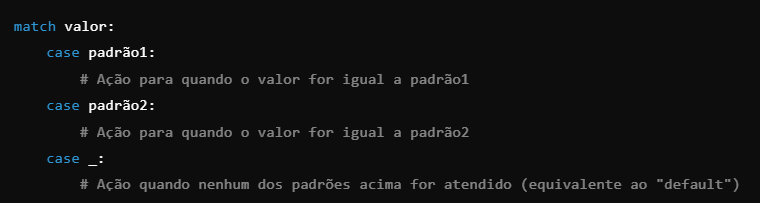 match valor:
case padrão1:
# Ação para quando o valor for igual a padrão1
case padrão2:
# Ação para quando o valor for igual a padrão2
case _:
# Ação quando nenhum dos padrões acima for atendido (equivalente ao "default")